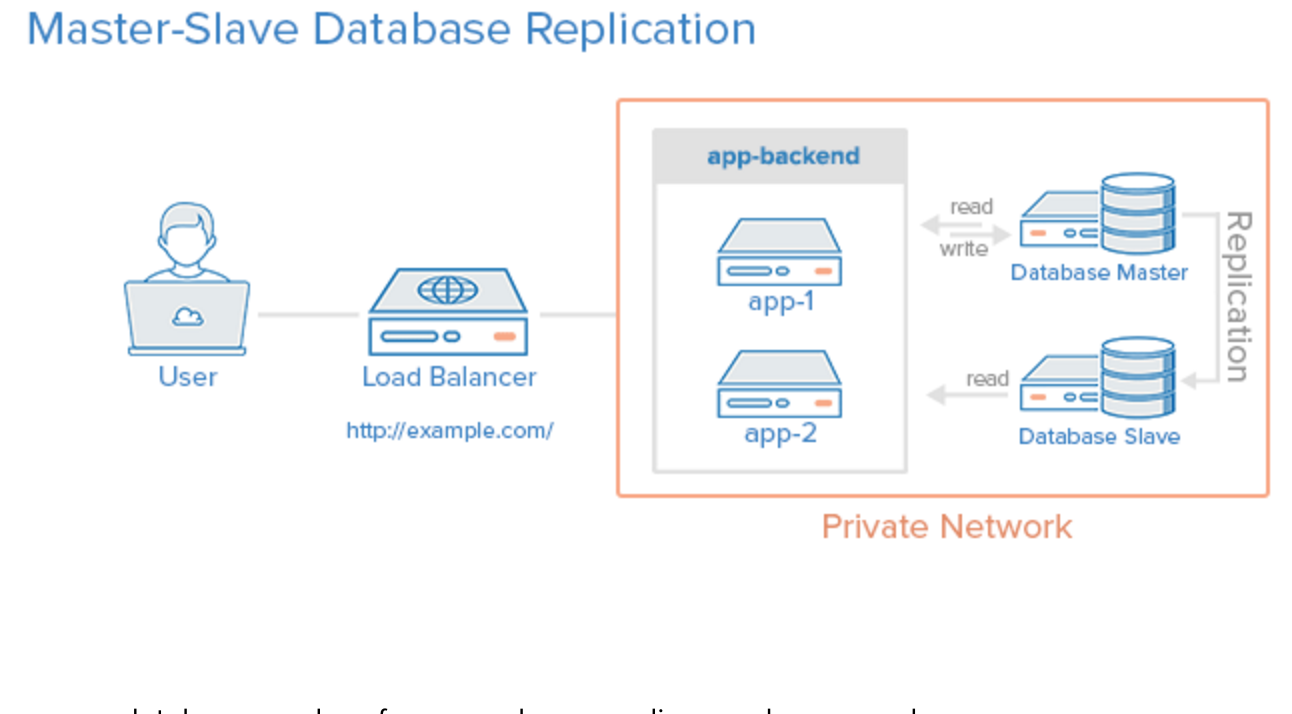 Master-Slave Database Replication
app-backend
read
write
Database Master
Replication
app-1
User
Load Balancer
http://example.com/
read
app-2
Database Slave
Private Network